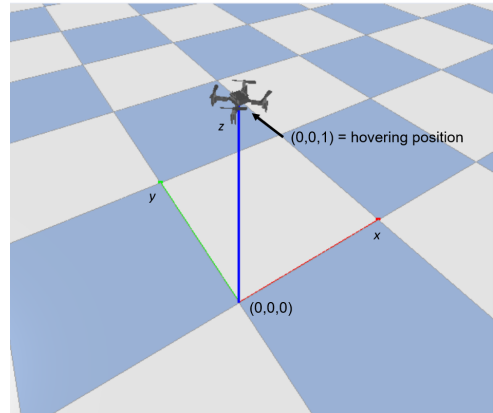 z
(0,0,1) = hovering position
y
x
(0,0,0)